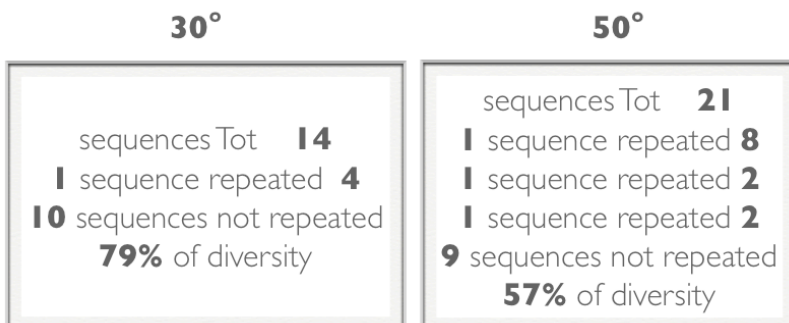 30°
sequences Tot 14
1 sequence repeated 4
10 sequences not repeated
79% of diversity
50°
sequences Tot 21
1 sequence repeated 8
1 sequence repeated 2
1 sequence repeated 2
9 sequences not repeated
57% of diversity